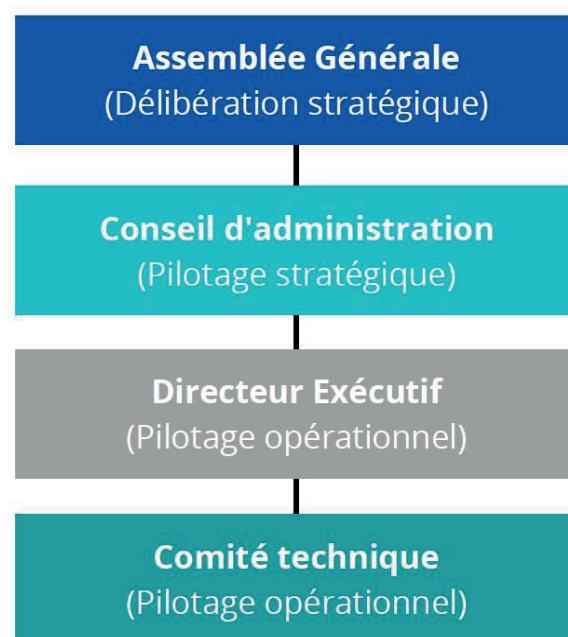 Assemblée Générale
(Délibération stratégique)
Conseil d'administration
(Pilotage stratégique)
Directeur Exécutif
(Pilotage opérationnel)
Comité technique
(Pilotage opérationnel)